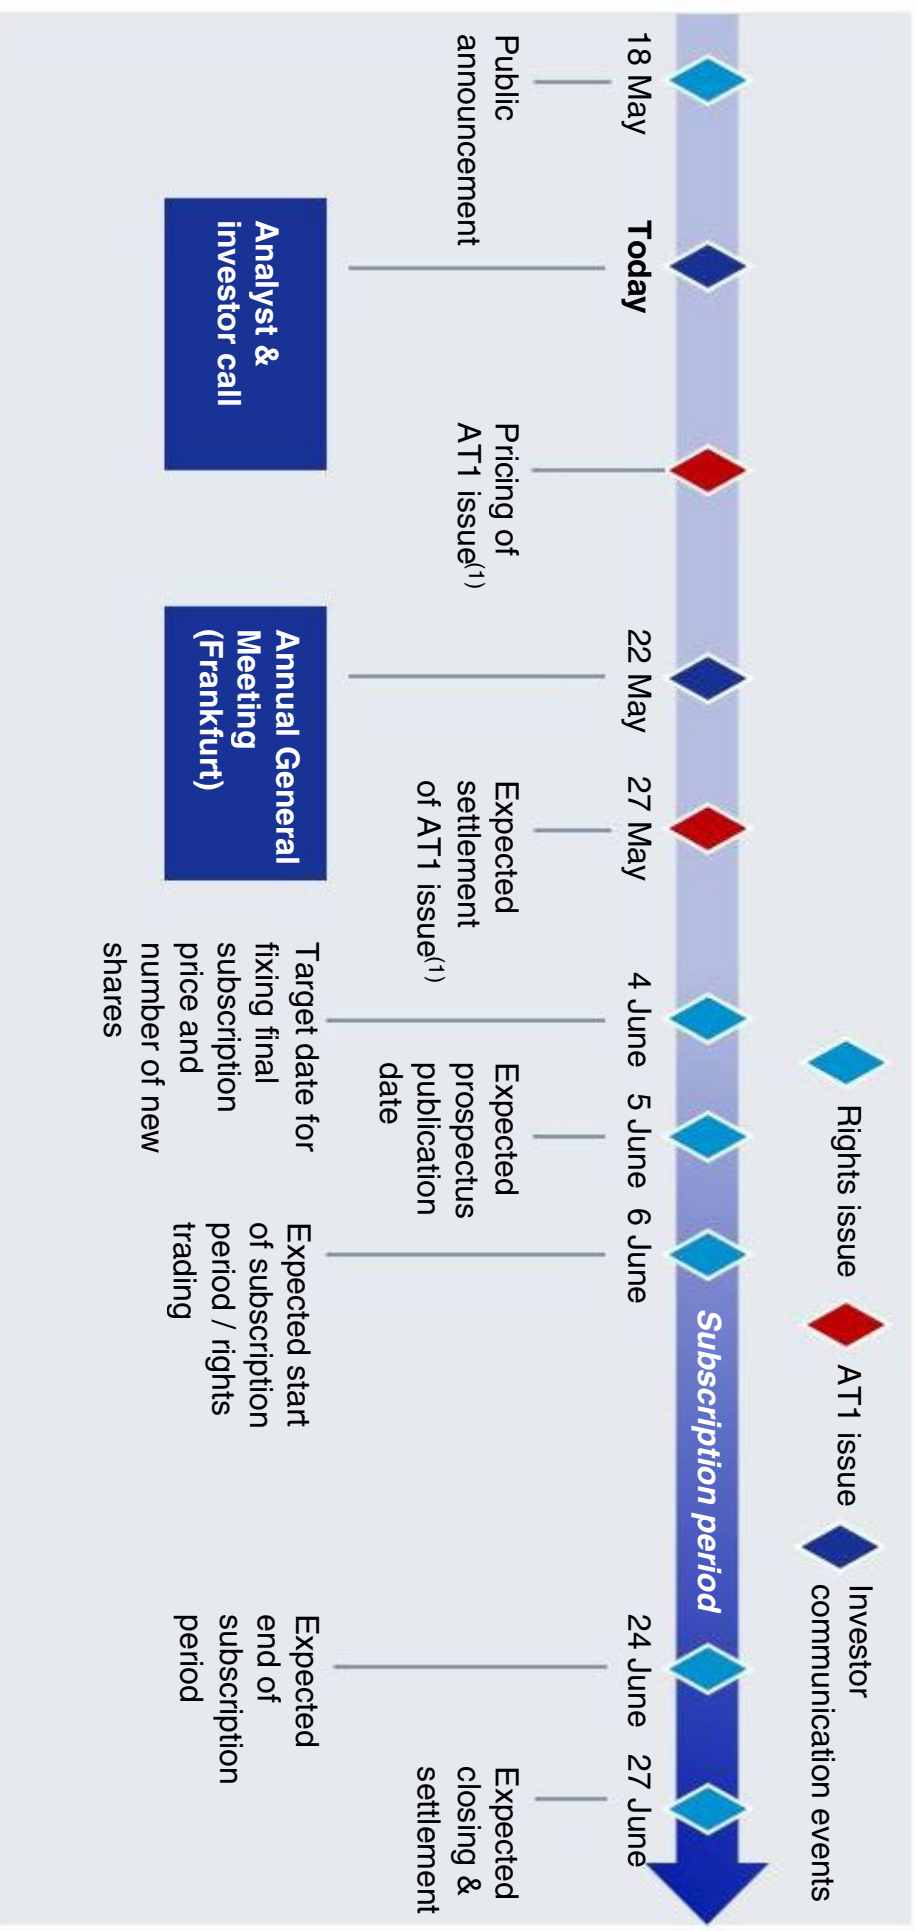 Rights issue
AT1 issue
Investor
communication events
Subscription period
18 May
Today
22 May
27 May
4 June
5 June
6 June
24 June
27 June
Public
announcement
Analyst &
investor call
Pricing of
AT1 issue(1)
Annual General
Meeting
(Frankfurt)
Expected
settlement
of AT1 issue(1)
Target date for
fixing final
subscription
price and
number of new
shares
Expected
prospectus
publication
date
Expected start
of subscription
period / rights
trading
Expected
end of
subscription
period
Expected
closing &
settlement